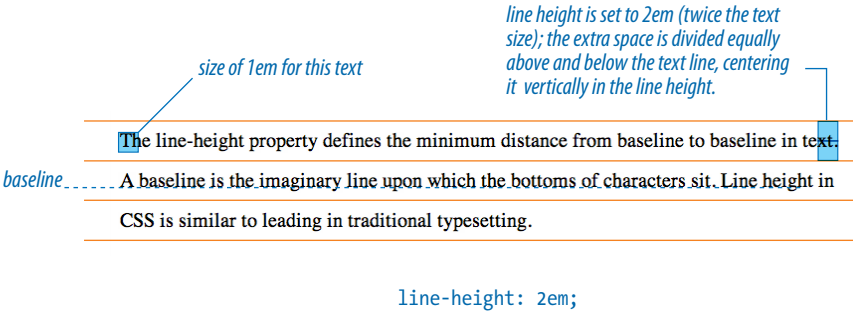 line height is set to 2em (twice the text
size); the extra space is divided equally
above and below the text line, centering
it vertically in the line height.
size of 1em for this text
The line-height property defines the minimum distance from baseline to baseline in text.
baseline
A baseline is the imaginary line upon which the bottoms of characters sit. Line height in
CSS is similar to leading in traditional typesetting.
line-height: 2em;